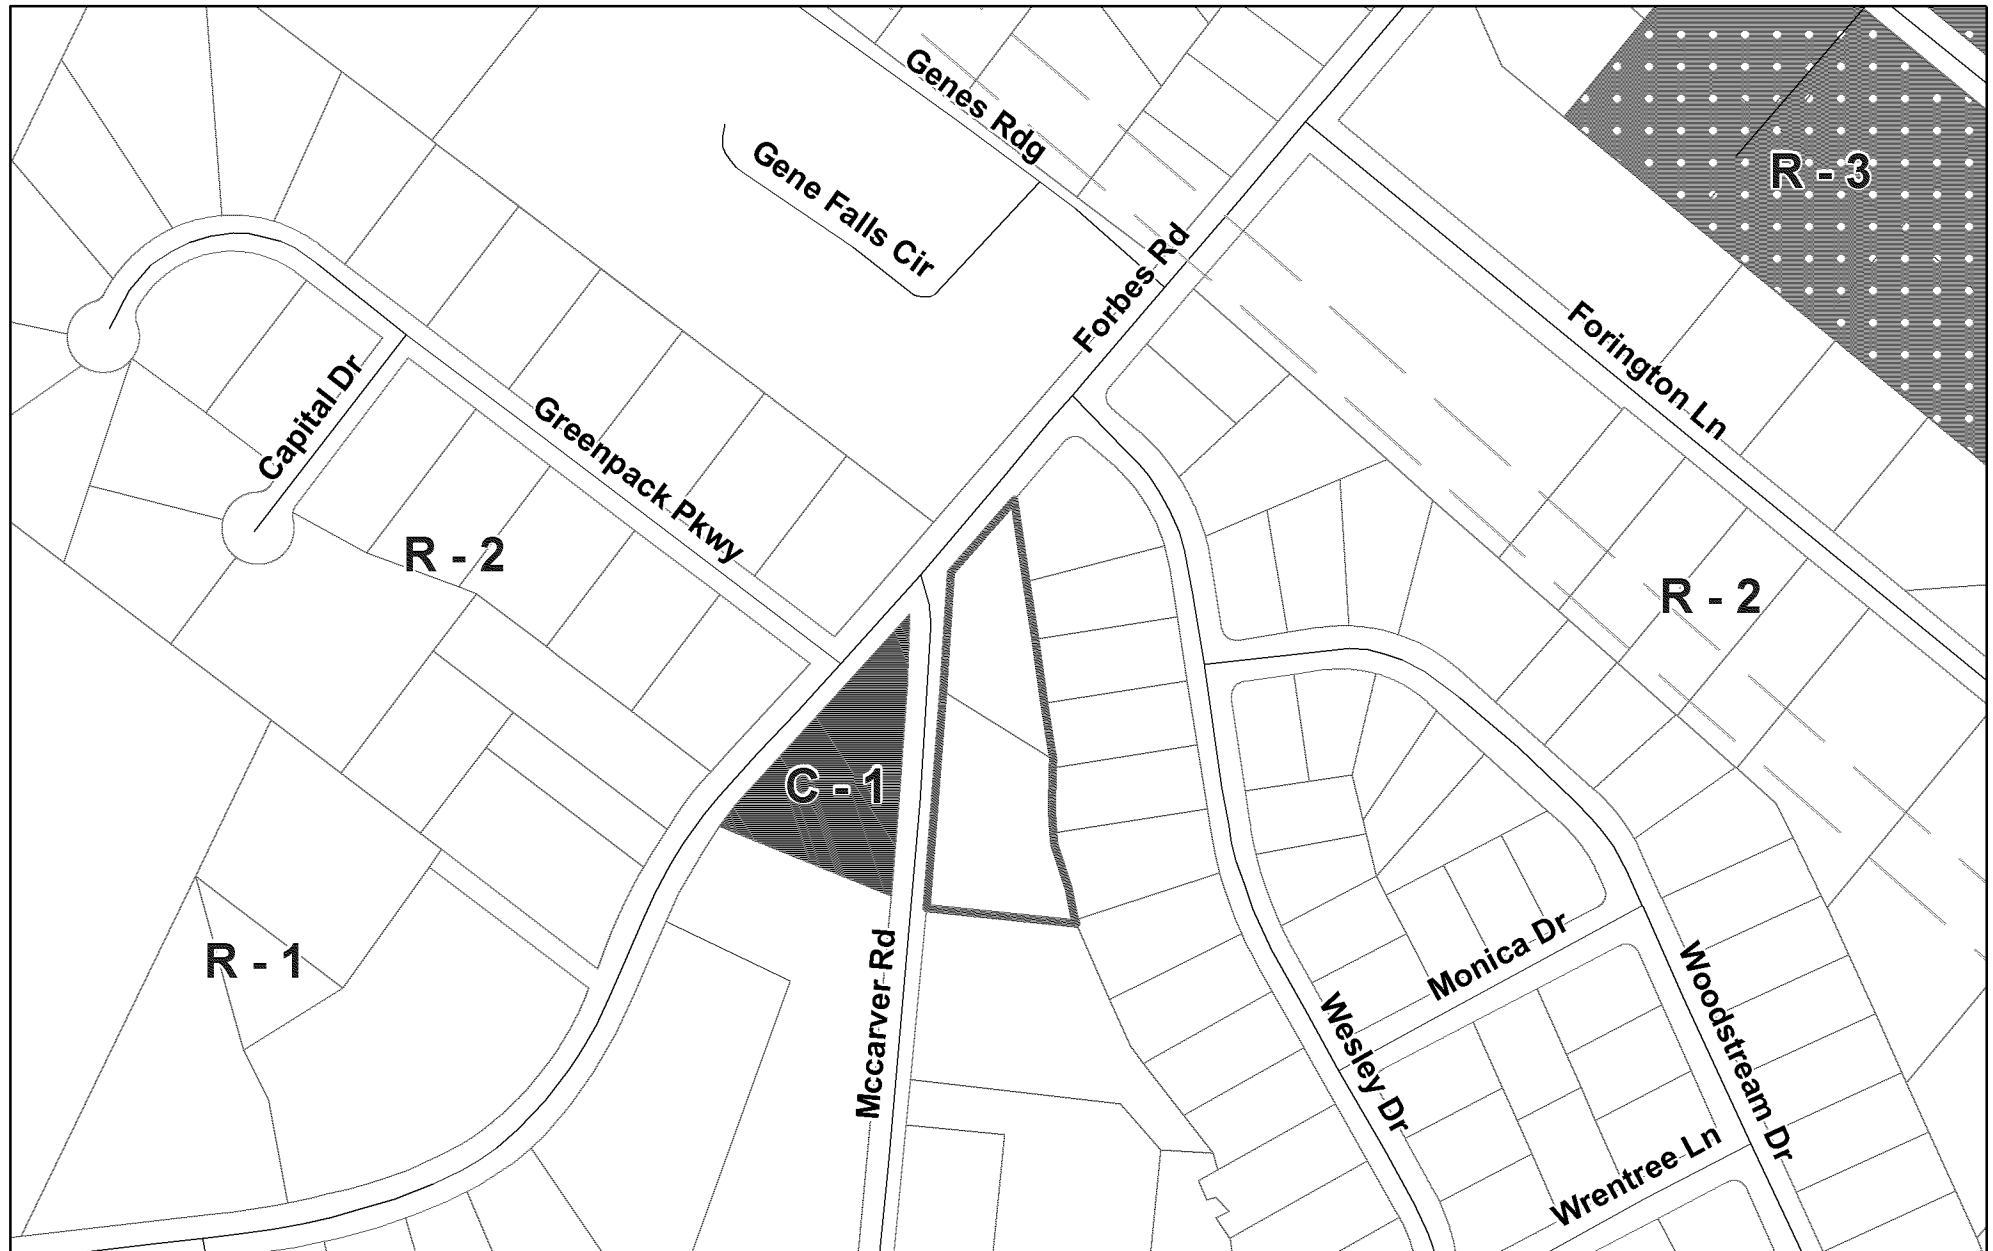 Genes Rdg
Gene Falls Cir
R - 3
Forbes Rd
Forington Ln
Capital Dr
Greenpack Pkwy
R - 2
R - 2
C - 1
R - 1
Mccarver Rd
Monica Dr
Wesley Dr
Woodstream Dr
Wrentree Ln